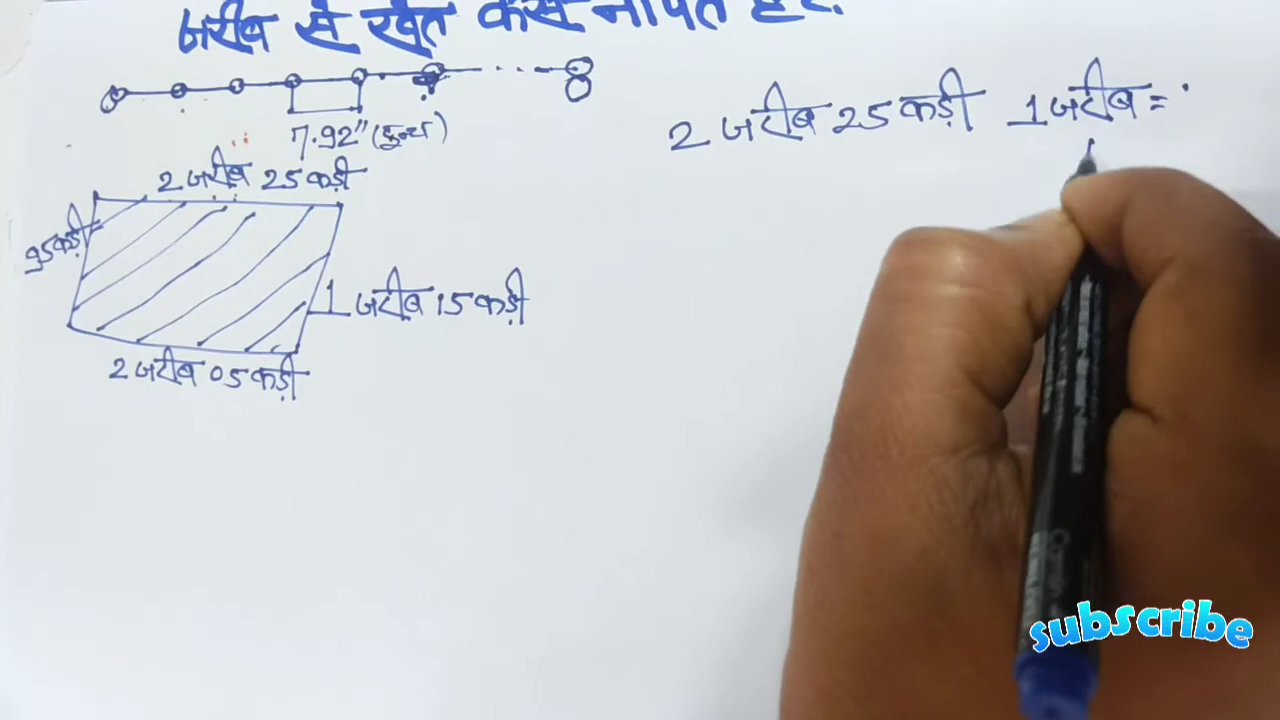 जरीब से खेत कैसे नापते हैं?
7.92" (इन्च)
2 जरीब 25 कड़ी
95 कड़ी
1 जरीब 15 कड़ी
2 जरीब 05 कड़ी
2 जरीब 25 कड़ी 1 जरीब =
subscribe